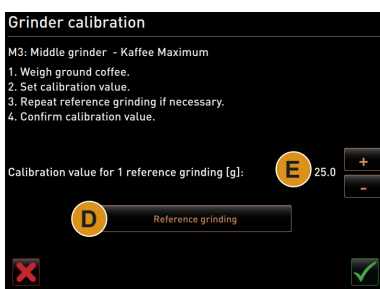 Grinder calibration
M3: Middle grinder - Kaffee Maximum
1. Weigh ground coffee.
2. Set calibration value.
3. Repeat reference grinding if necessary.
4. Confirm calibration value.
Calibration value for 1 reference grinding [g]: E 25.0
+
-
D Reference grinding